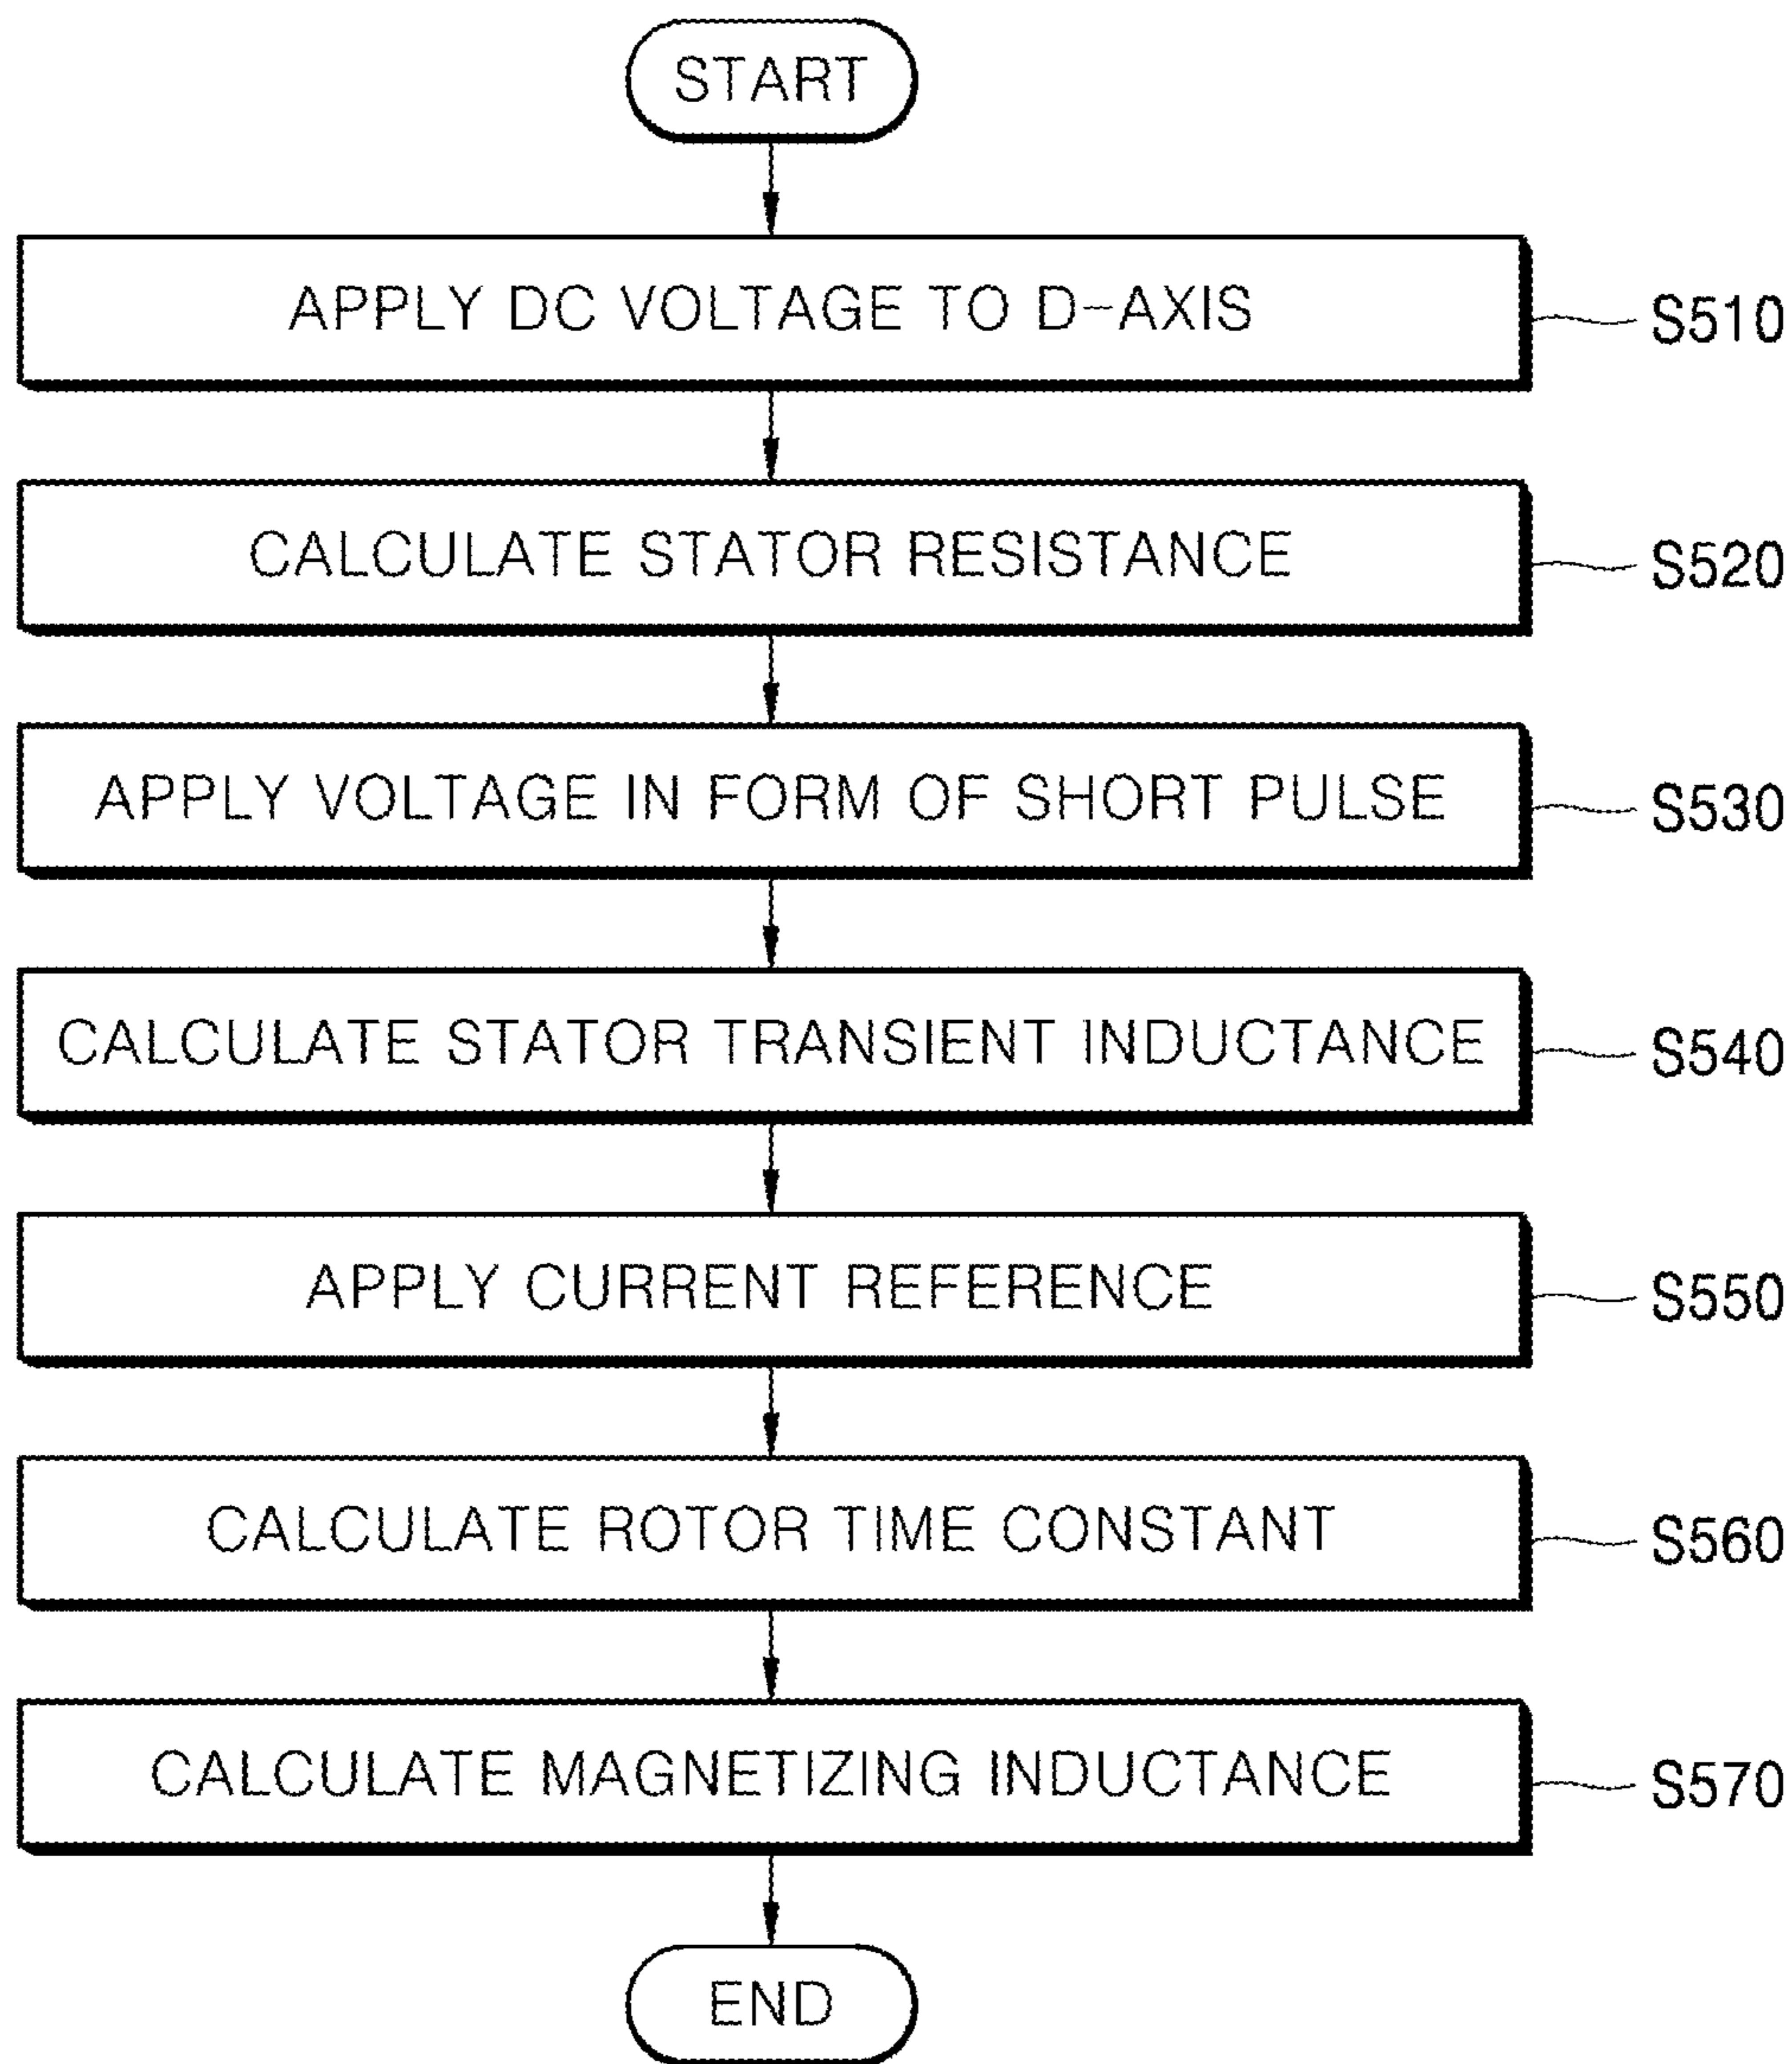 START
APPLY DC VOLTAGE TO D-AXIS
S510
CALCULATE STATOR RESISTANCE
S520
APPLY VOLTAGE IN FORM OF SHORT PULSE
S530
CALCULATE STATOR TRANSIENT INDUCTANCE
S540
APPLY CURRENT REFERENCE
S550
CALCULATE ROTOR TIME CONSTANT
S560
CALCULATE MAGNETIZING INDUCTANCE
S570
END